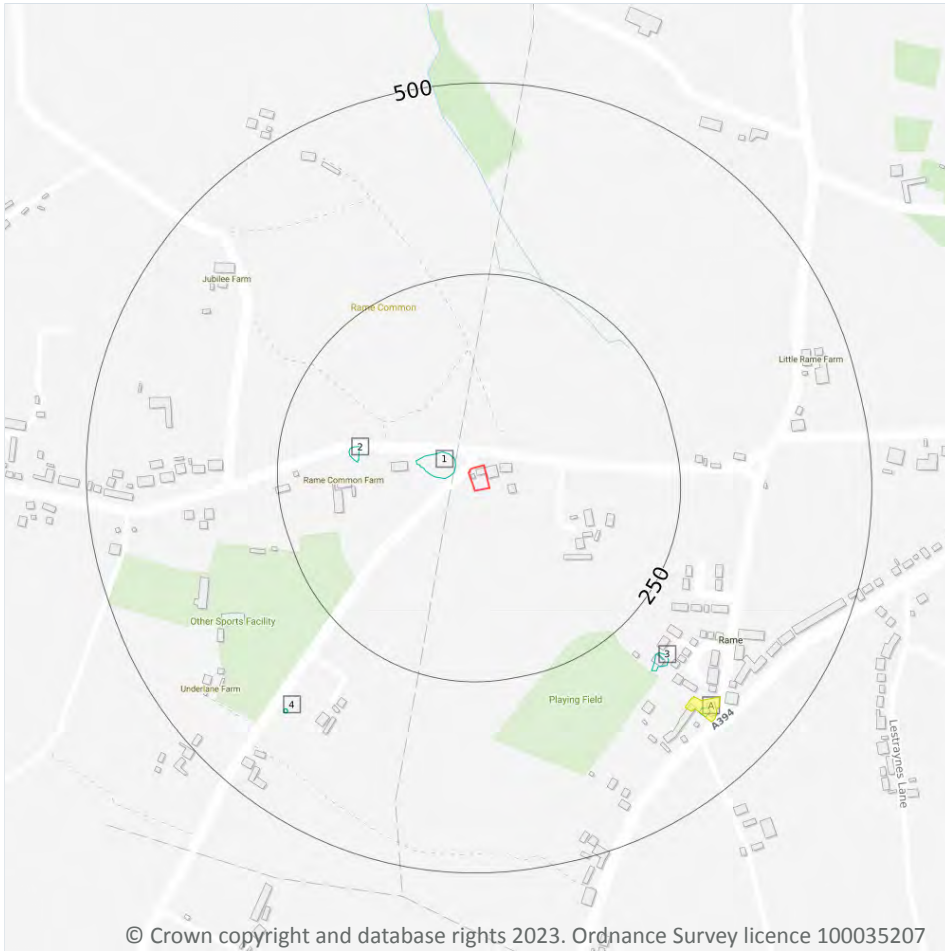 500
Jubilee Farm
Rame Common
Little Rame Farm
2
1
Rame Common Farm
250
Other Sports Facility
Rame
3
Underlane Farm
4
Playing Field
A
A394
Lestraynes Lane
© Crown copyright and database rights 2023. Ordnance Survey licence 100035207